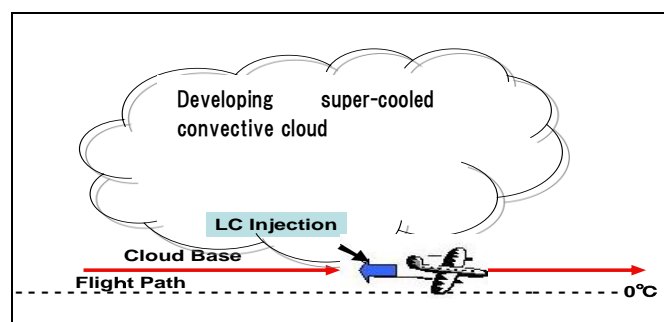 Developing super-cooled
convective cloud
LC Injection
Cloud Base
Flight Path
0°C